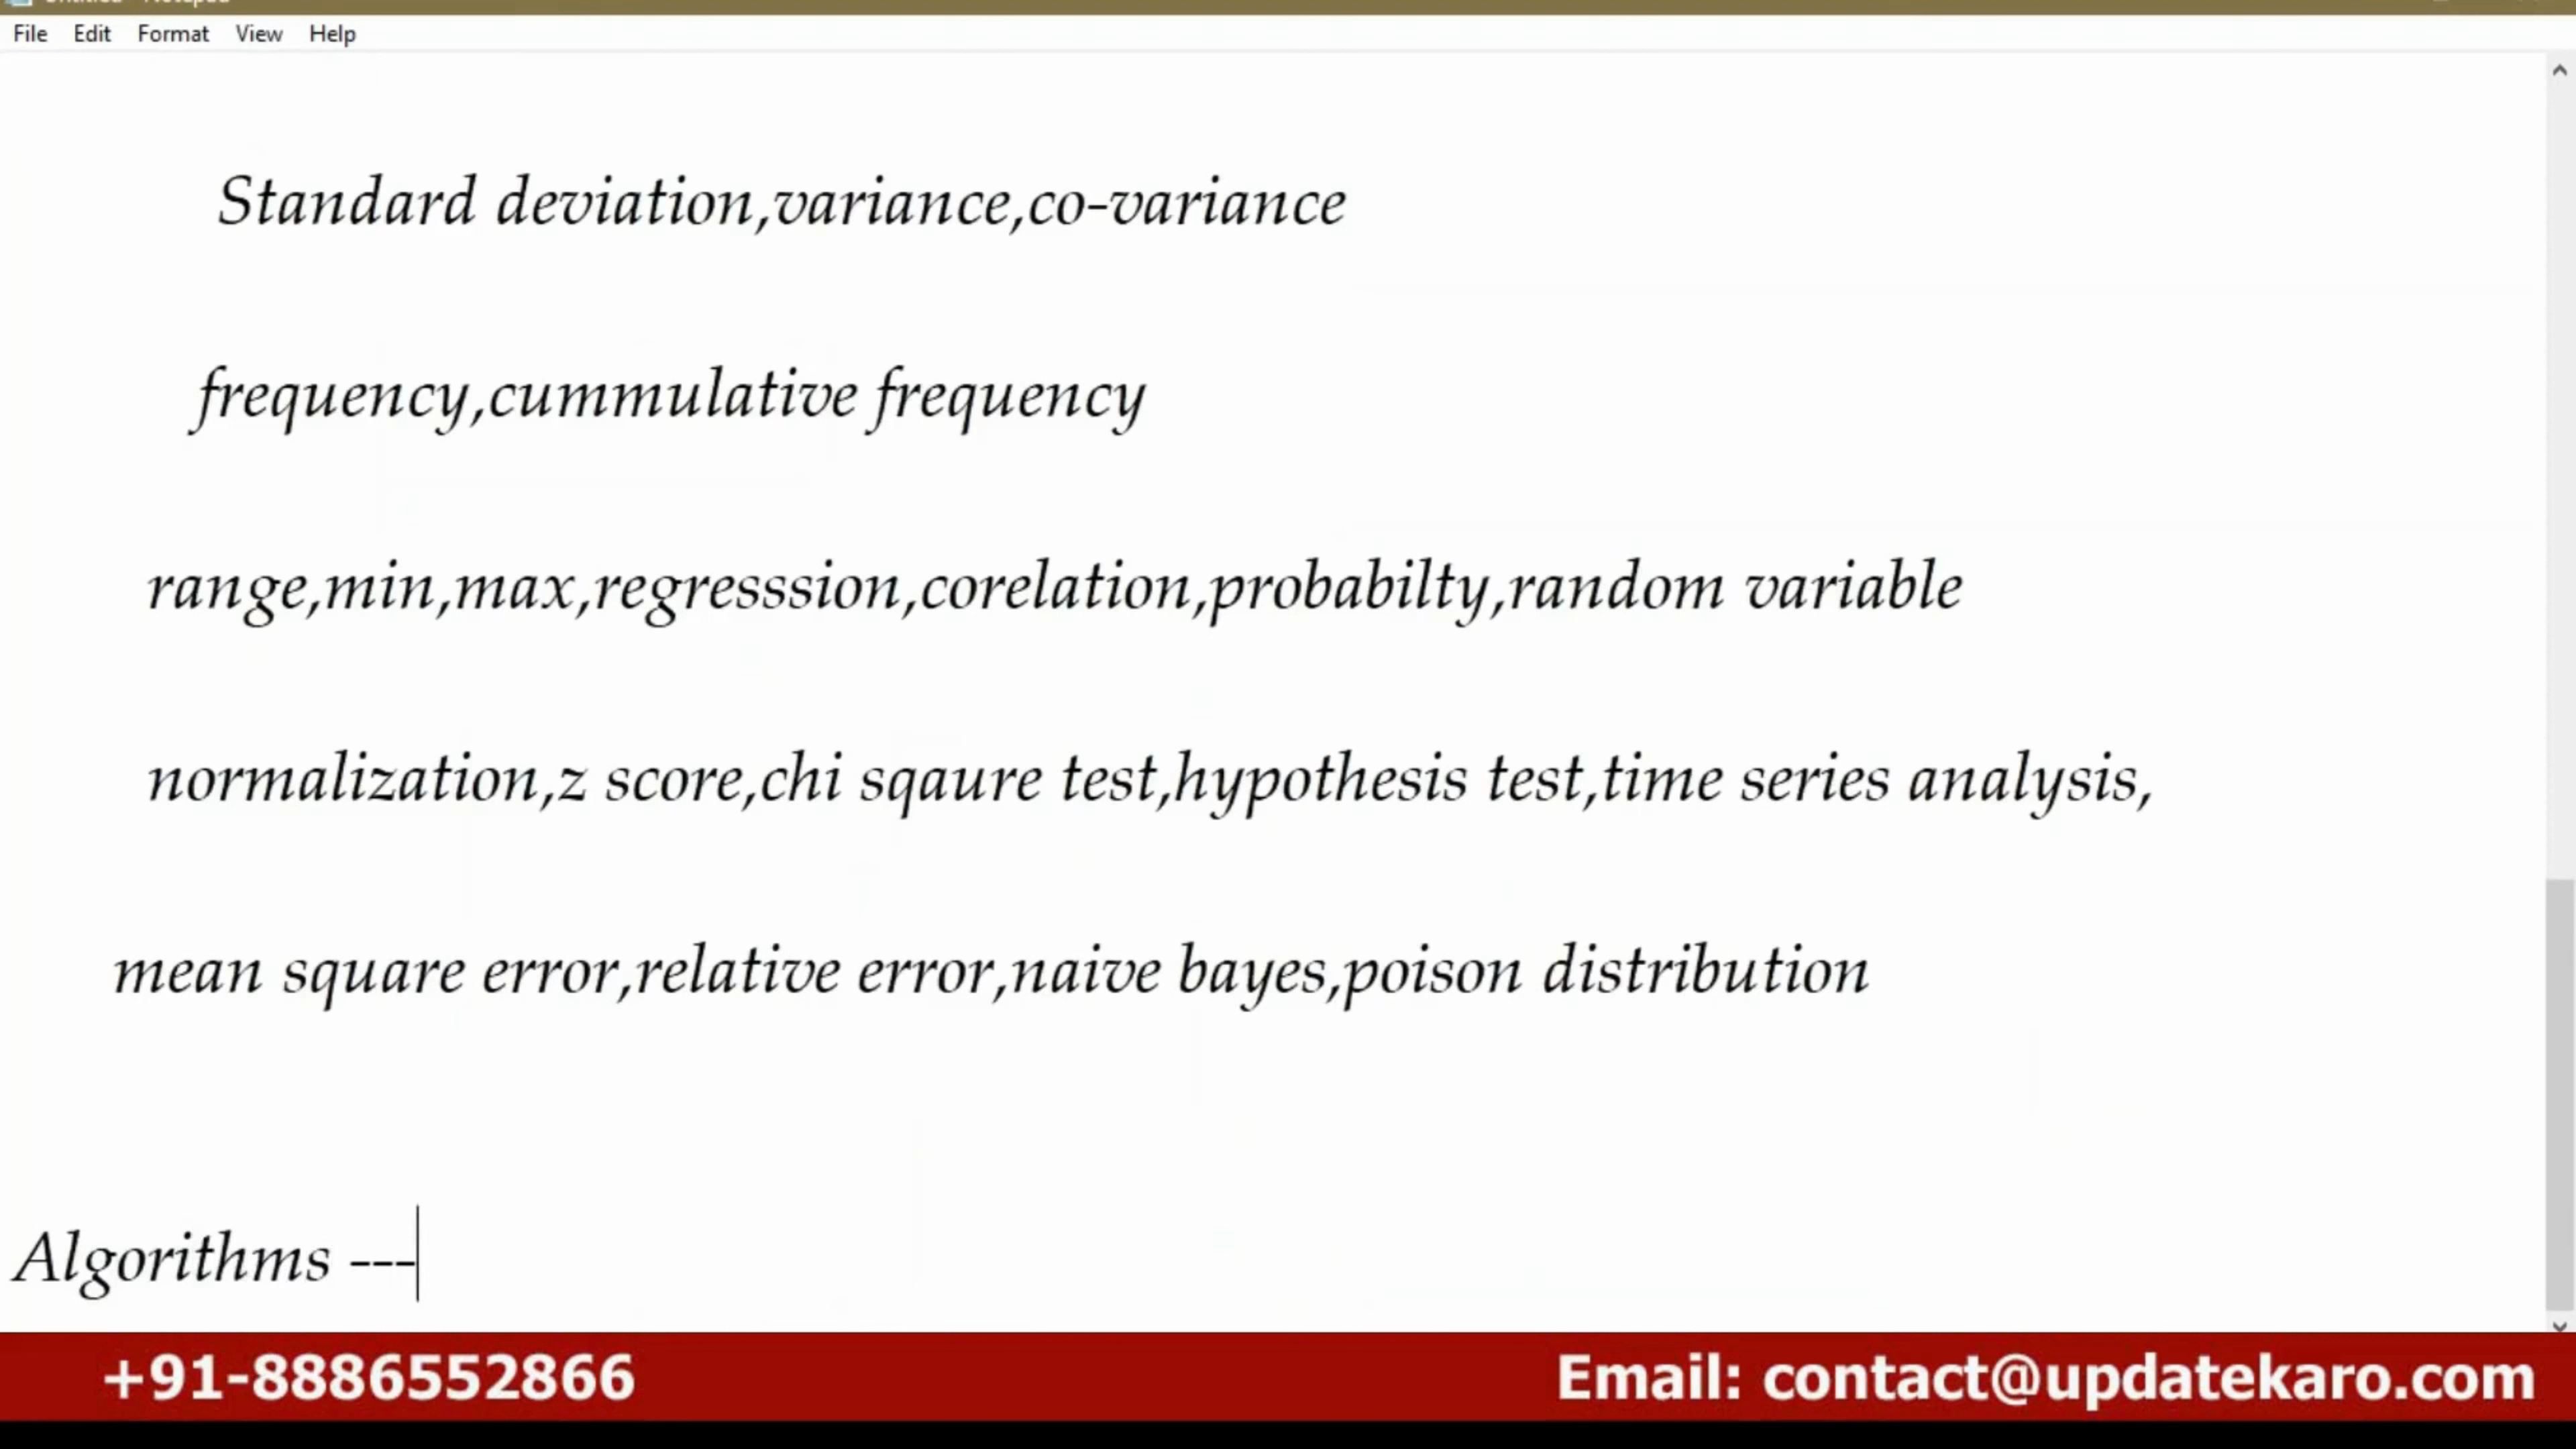 File Edit Format View Help
Standard deviation,variance,co-variance
frequency,cummulative frequency
range,min,max,regresssion,corelation,probabilty,random variable
normalization,z score,chi sqaure test,hypothesis test,time series analysis,
mean square error,relative error,naive bayes,poison distribution
Algorithms ---
+91-8886552866
Email: contact@updatekaro.com